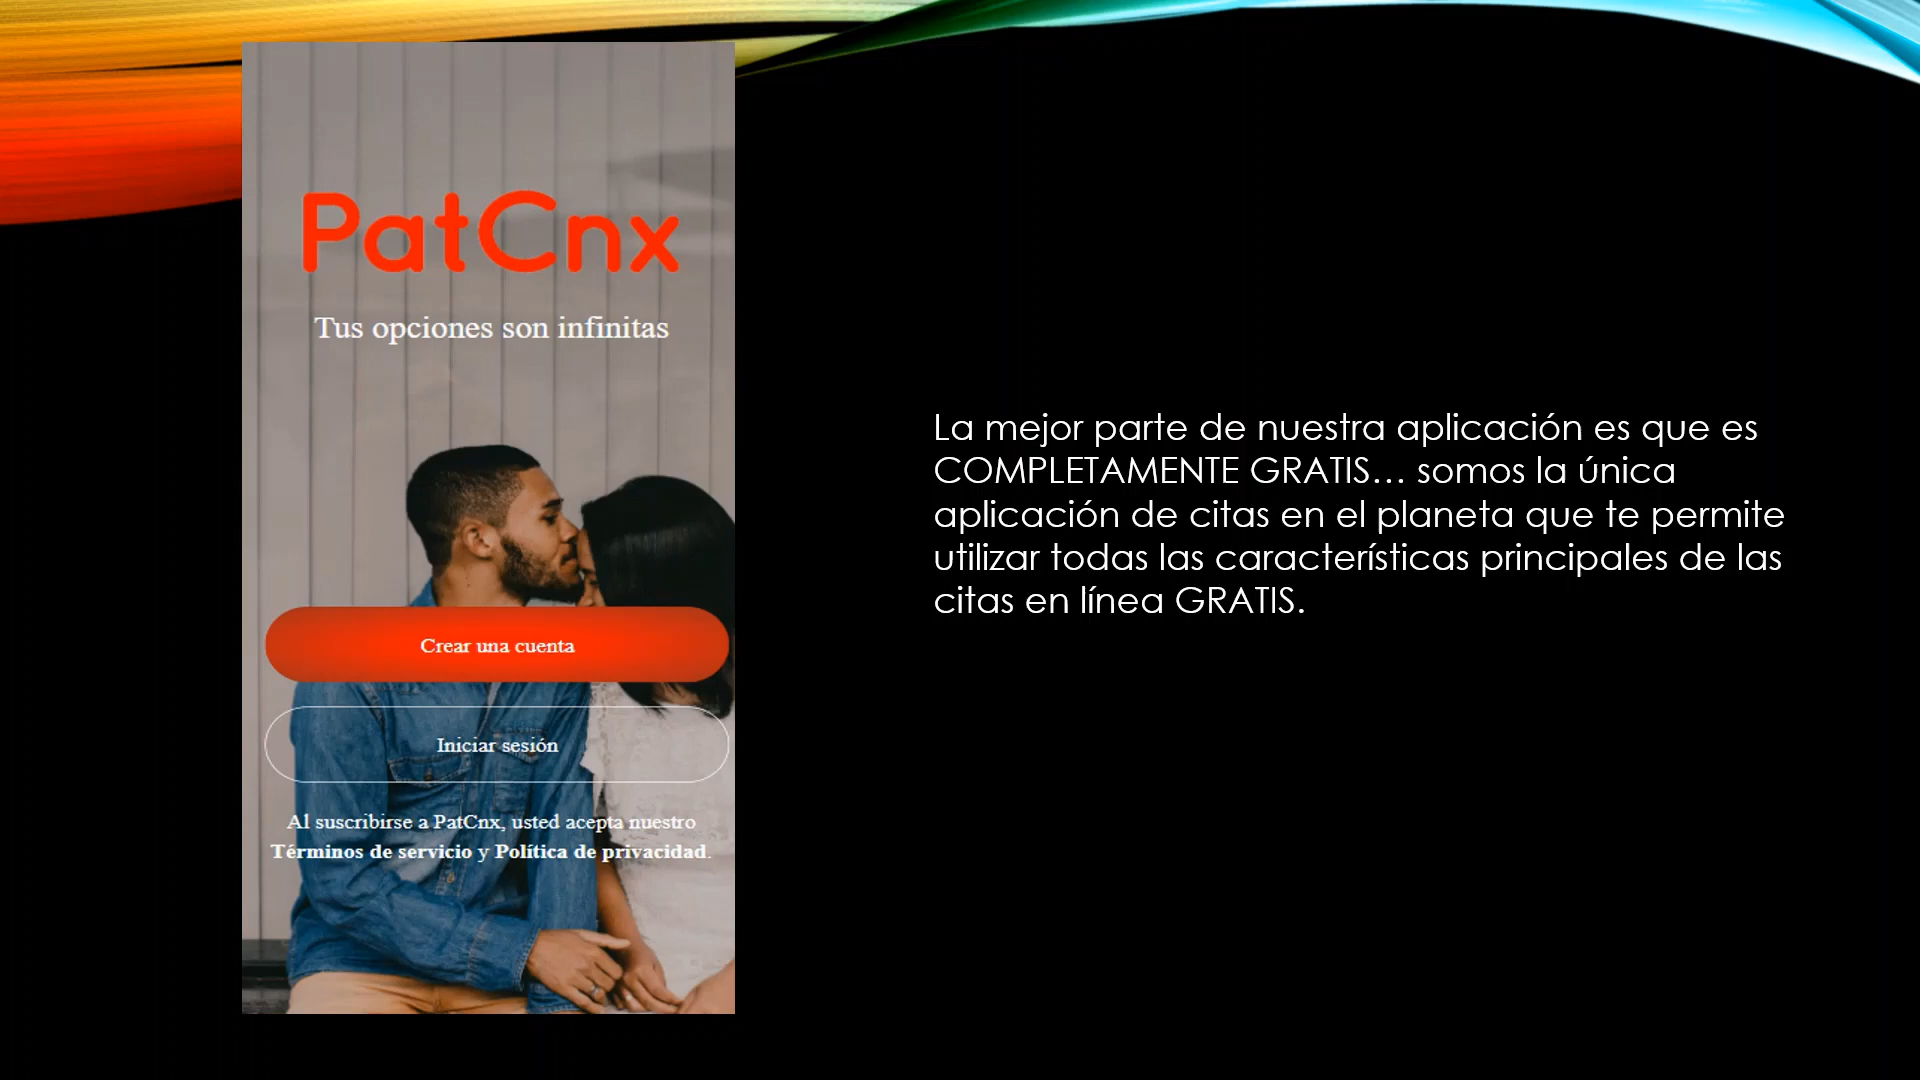 PatCnx
Tus opciones son infinitas
Crear una cuenta
Iniciar sesión
Al suscribirse a PatCnx, usted acepta nuestro
Términos de servicio y Política de privacidad.
La mejor parte de nuestra aplicación es que es
COMPLETAMENTE GRATIS… somos la única
aplicación de citas en el planeta que te permite
utilizar todas las características principales de las
citas en línea GRATIS.